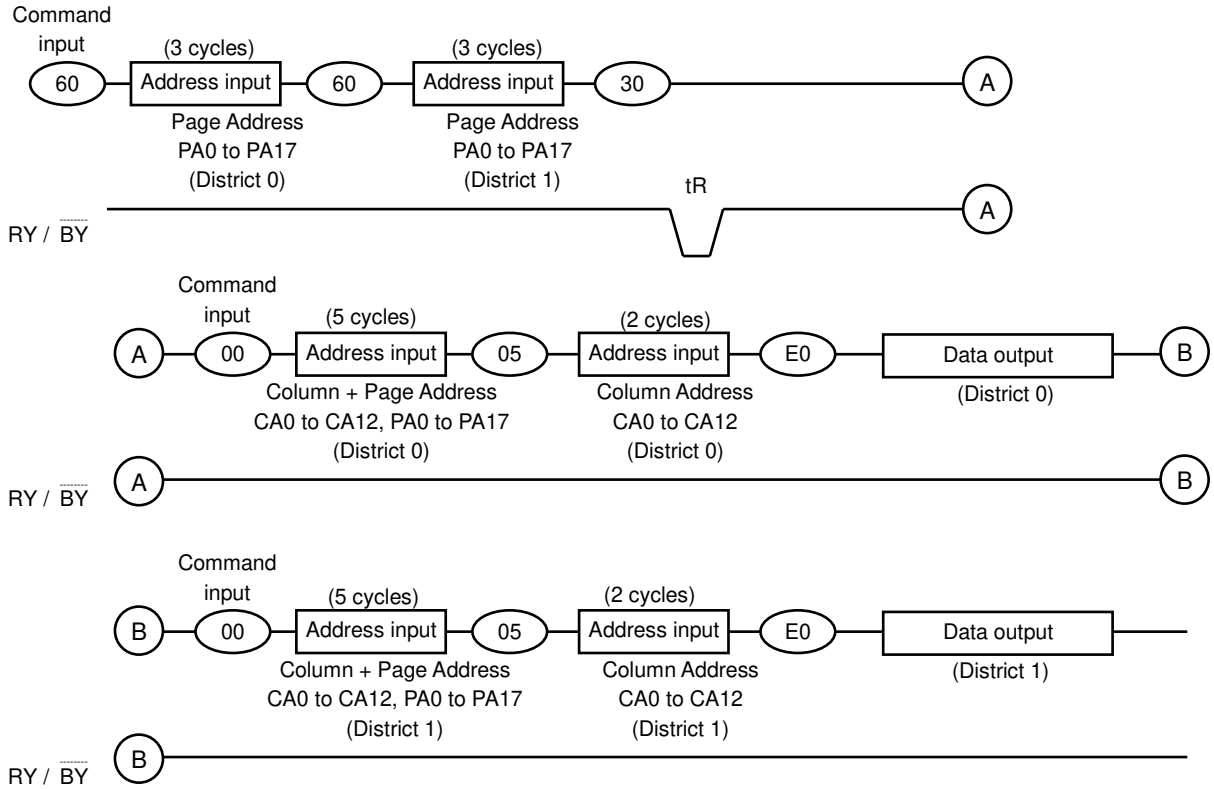 Command
input
(3 cycles)
(3 cycles)
60
Address input
60
Address input
30
A
Page Address
PA0 to PA17
(District 0)
Page Address
PA0 to PA17
(District 1)
tR
A
RY / BY
Command
input
(5 cycles)
(2 cycles)
A
00
Address input
05
Address input
E0
Data output
B
Column + Page Address
CA0 to CA12, PA0 to PA17
(District 0)
Column Address
CA0 to CA12
(District 0)
(District 0)
RY / BY
A
B
Command
input
(5 cycles)
(2 cycles)
B
00
Address input
05
Address input
E0
Data output
Column + Page Address
CA0 to CA12, PA0 to PA17
(District 1)
Column Address
CA0 to CA12
(District 1)
(District 1)
RY / BY
B